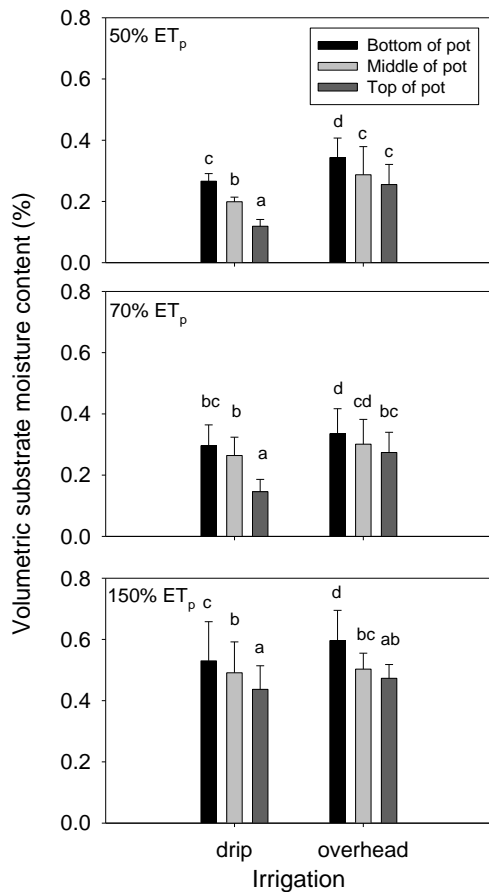 Volumetric substrate moisture content (%)
50% ETp
Bottom of pot
Middle of pot
Top of pot
0.8
0.6
0.4
0.2
0.0
c
b
a
d
c
c
70% ETp
0.8
0.6
0.4
0.2
0.0
bc
b
a
d
cd
bc
150% ETp
0.8
0.6
0.4
0.2
0.0
c
b
a
d
bc
ab
drip
overhead
Irrigation